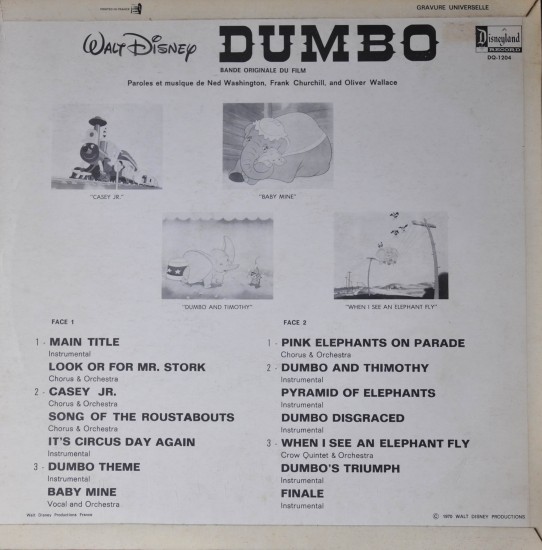 GRAVURE UNIVERSELLE
WALT DISNEY DUMBO
Disneyland
RECORD
DQ-1204
BANDE ORIGINALE DU FILM
Paroles et musique de Ned Washington, Frank Churchill, and Oliver Wallace
"CASEY JR."
"BABY MINE"
"DUMBO AND TIMOTHY"
"WHEN I SEE AN ELEPHANT FLY"
FACE 1
1 - MAIN TITLE
Instrumental
LOOK OR FOR MR. STORK
Chorus & Orchestra
2 - CASEY JR.
Chorus & Orchestra
SONG OF THE ROUSTABOUTS
Chorus & Orchestra
IT'S CIRCUS DAY AGAIN
Instrumental
3 - DUMBO THEME
Instrumental
BABY MINE
Vocal and Orchestra
FACE 2
1 - PINK ELEPHANTS ON PARADE
Chorus & Orchestra
2 - DUMBO AND THIMOTHY
Instrumental
PYRAMID OF ELEPHANTS
Instrumental
DUMBO DISGRACED
Instrumental
3 - WHEN I SEE AN ELEPHANT FLY
Crow Quintet & Orchestra
DUMBO'S TRIUMPH
Instrumental
FINALE
Instrumental
Walt Disney Productions France
© 1970 WALT DISNEY PRODUCTIONS